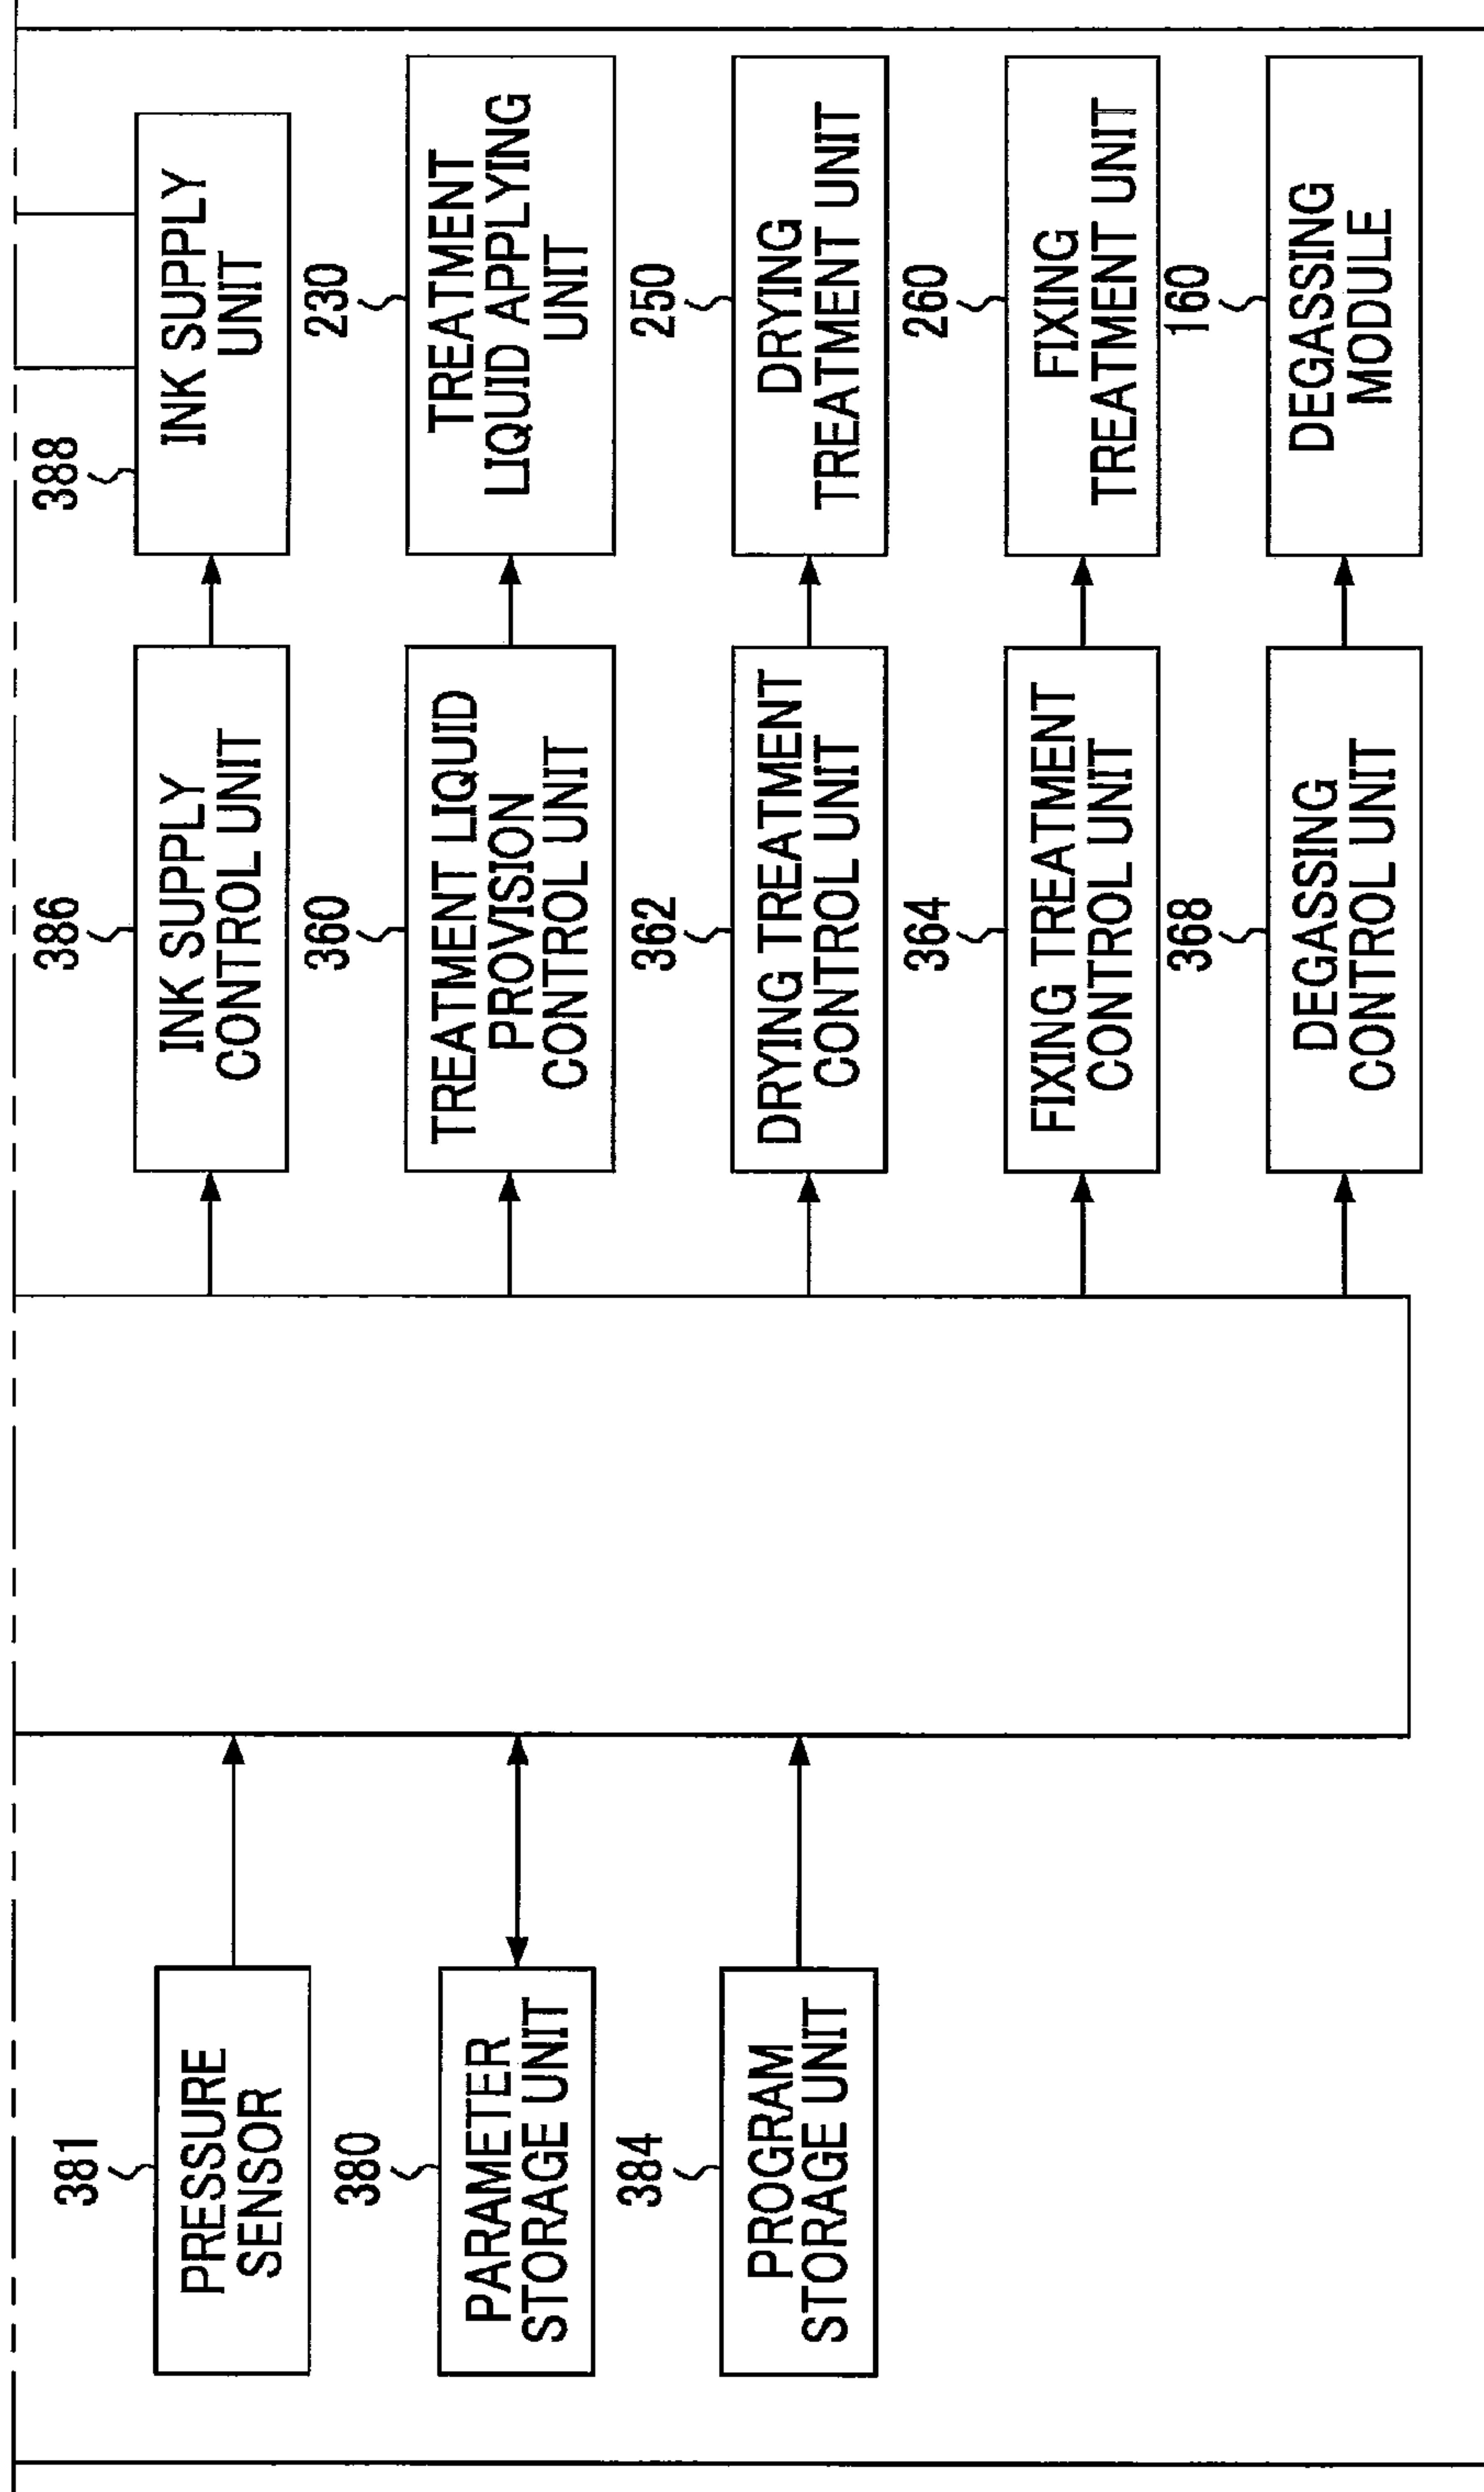 381
PRESSURE
SENSOR
386
INK SUPPLY
CONTROL UNIT
388
INK SUPPLY
UNIT
380
PARAMETER
STORAGE UNIT
360
TREATMENT LIQUID
PROVISION
CONTROL UNIT
230
TREATMENT
LIQUID APPLYING
UNIT
384
PROGRAM
STORAGE UNIT
362
DRYING TREATMENT
CONTROL UNIT
250
DRYING
TREATMENT UNIT
364
FIXING TREATMENT
CONTROL UNIT
260
FIXING
TREATMENT UNIT
368
DEGASSING
CONTROL UNIT
160
DEGASSING
MODULE